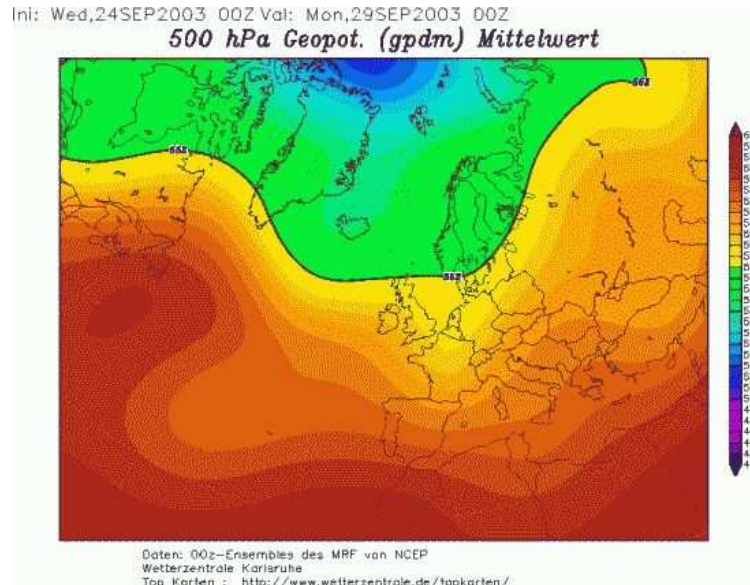 Ini: Wed,24SEP2003 00Z Val: Mon,29SEP2003 00Z
500 hPa Geopot. (gpdm) Mittelwert
552
552
552
Daten: 00z-Ensembles des MRF von NCEP
Wetterzentrale Karlsruhe
Top Karten : http://www.wetterzentrale.de/topkarten/